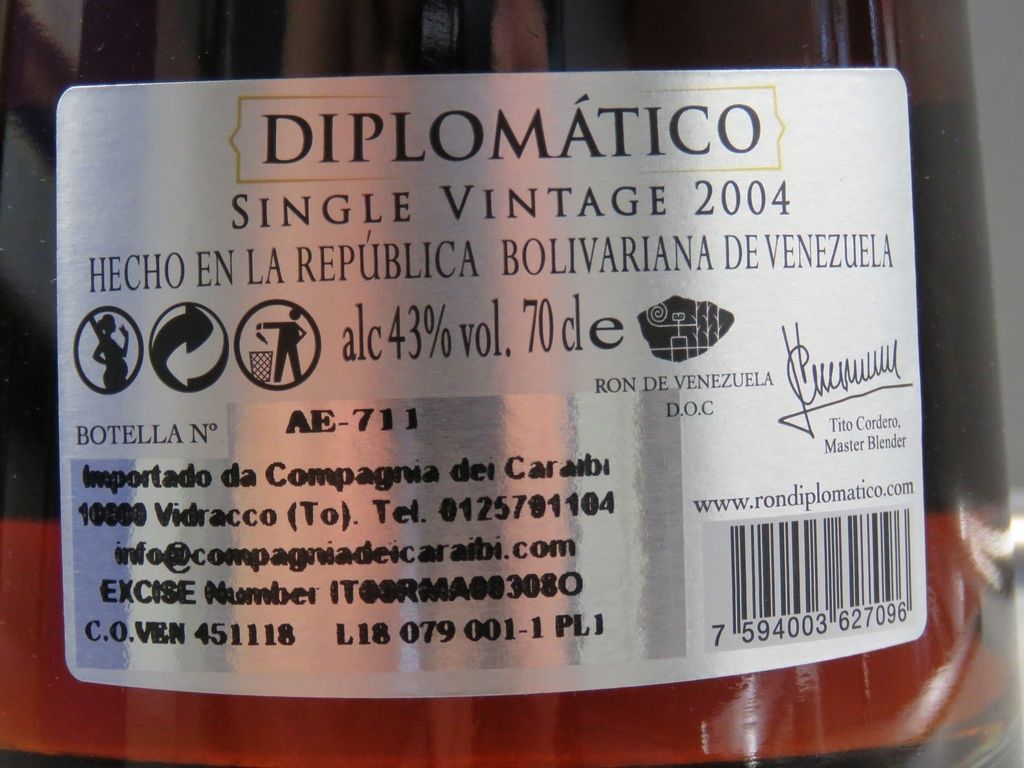 DIPLOMÁTICO
SINGLE VINTAGE 2004
HECHO EN LA REPÚBLICA BOLIVARIANA DE VENEZUELA
alc 43% vol. 70 cl e
RON DE VENEZUELA
D.O.C
Tito Cordero,
Master Blender
BOTELLA Nº AE-711
Importado da Compagnia dei Caraibi
Vidracco (To). Tel. 0125791104
info@compagniadeicaraibi.com
EXCISE Number
C.O.VEN 451118 L18 079 001-1 PL1
www.rondiplomatico.com
7 594003 627096